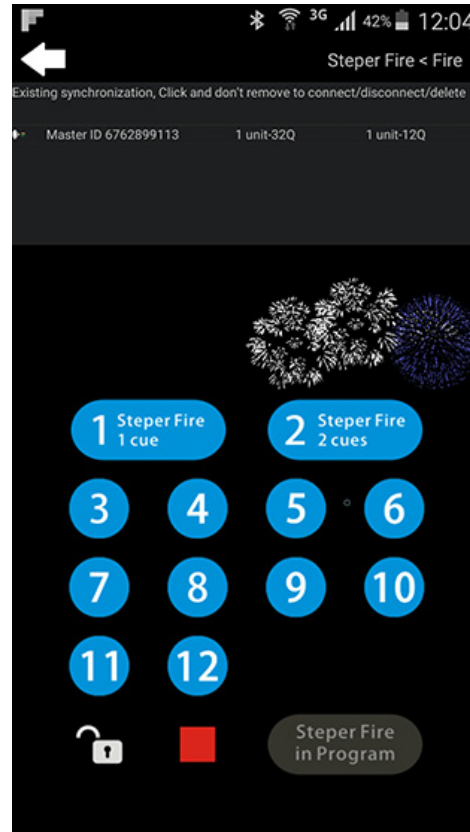 3G 42% 12:04
Steper Fire < Fire
Existing synchronization, Click and don't remove to connect/disconnect/delete
Master ID 6762899113 1 unit-32Q 1 unit-12Q
1 Steper Fire 1 cue
2 Steper Fire 2 cues
3 4 5 6
7 8 9 10
11 12
Steper Fire
in Program